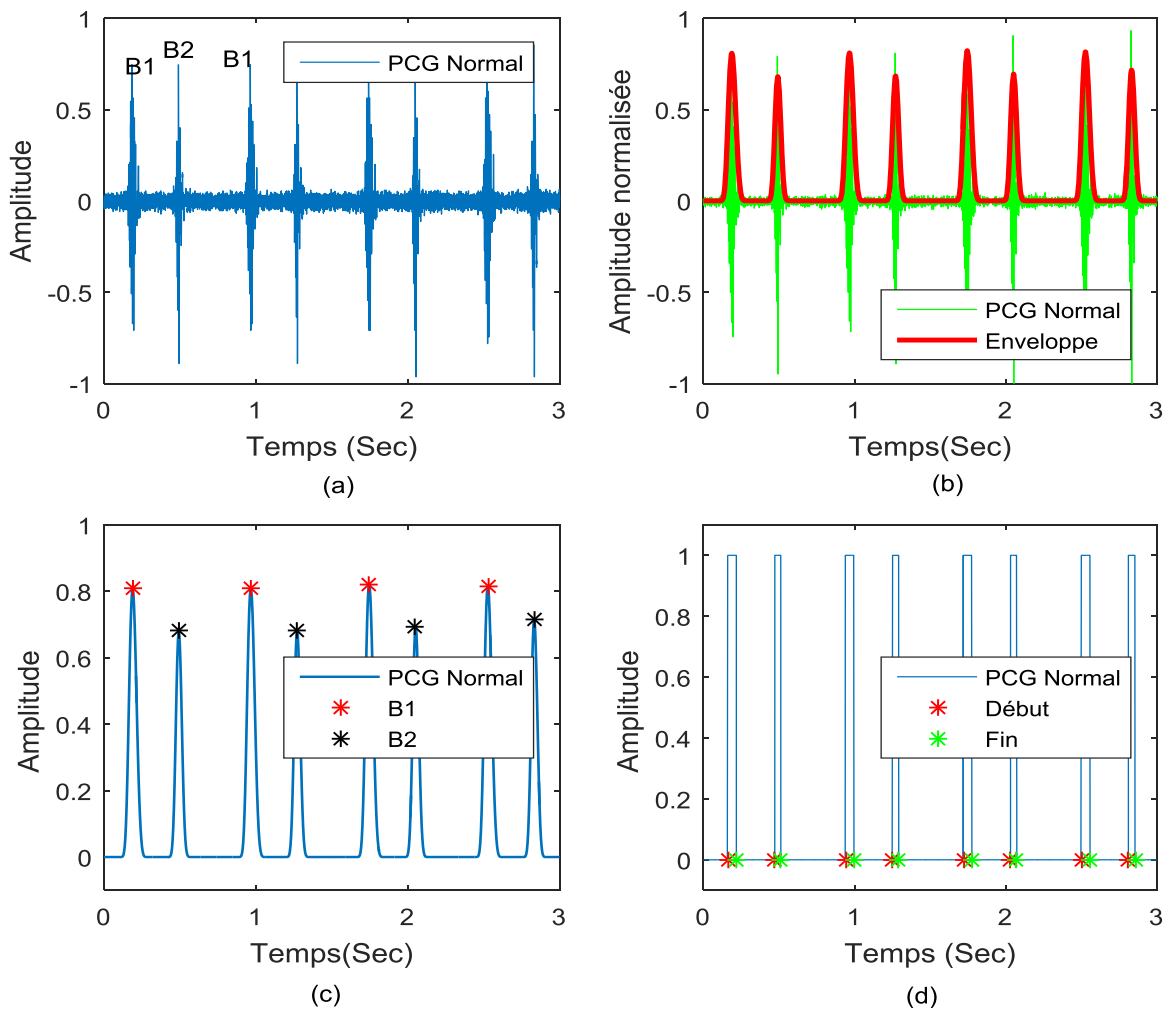 1
0.5
0
-0.5
-1
Amplitude
B1
B2
B1
PCG Normal
0
1
2
3
Temps (Sec)
(a)
1
0.5
0
-0.5
-1
Amplitude normalisée
PCG Normal
Enveloppe
0
1
2
3
Temps(Sec)
(b)
1
0.8
0.6
0.4
0.2
0
Amplitude
PCG Normal
B1
B2
0
1
2
3
Temps(Sec)
(c)
1
0.8
0.6
0.4
0.2
0
Amplitude
PCG Normal
Début
Fin
0
1
2
3
Temps (Sec)
(d)